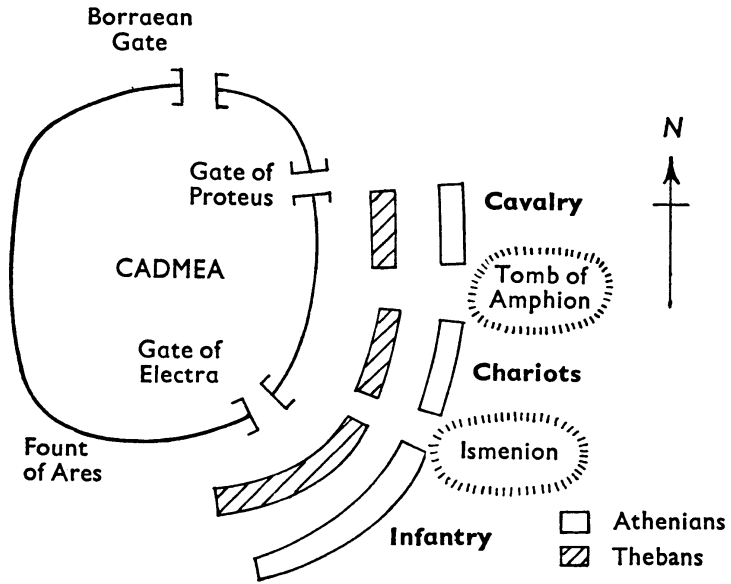 Borraean
Gate
N
Gate of
Proteus
Cavalry
CADMEA
Tomb of
Amphion
Gate of
Electra
Chariots
Fount
of Ares
Ismenion
Infantry
Athenians
Thebans